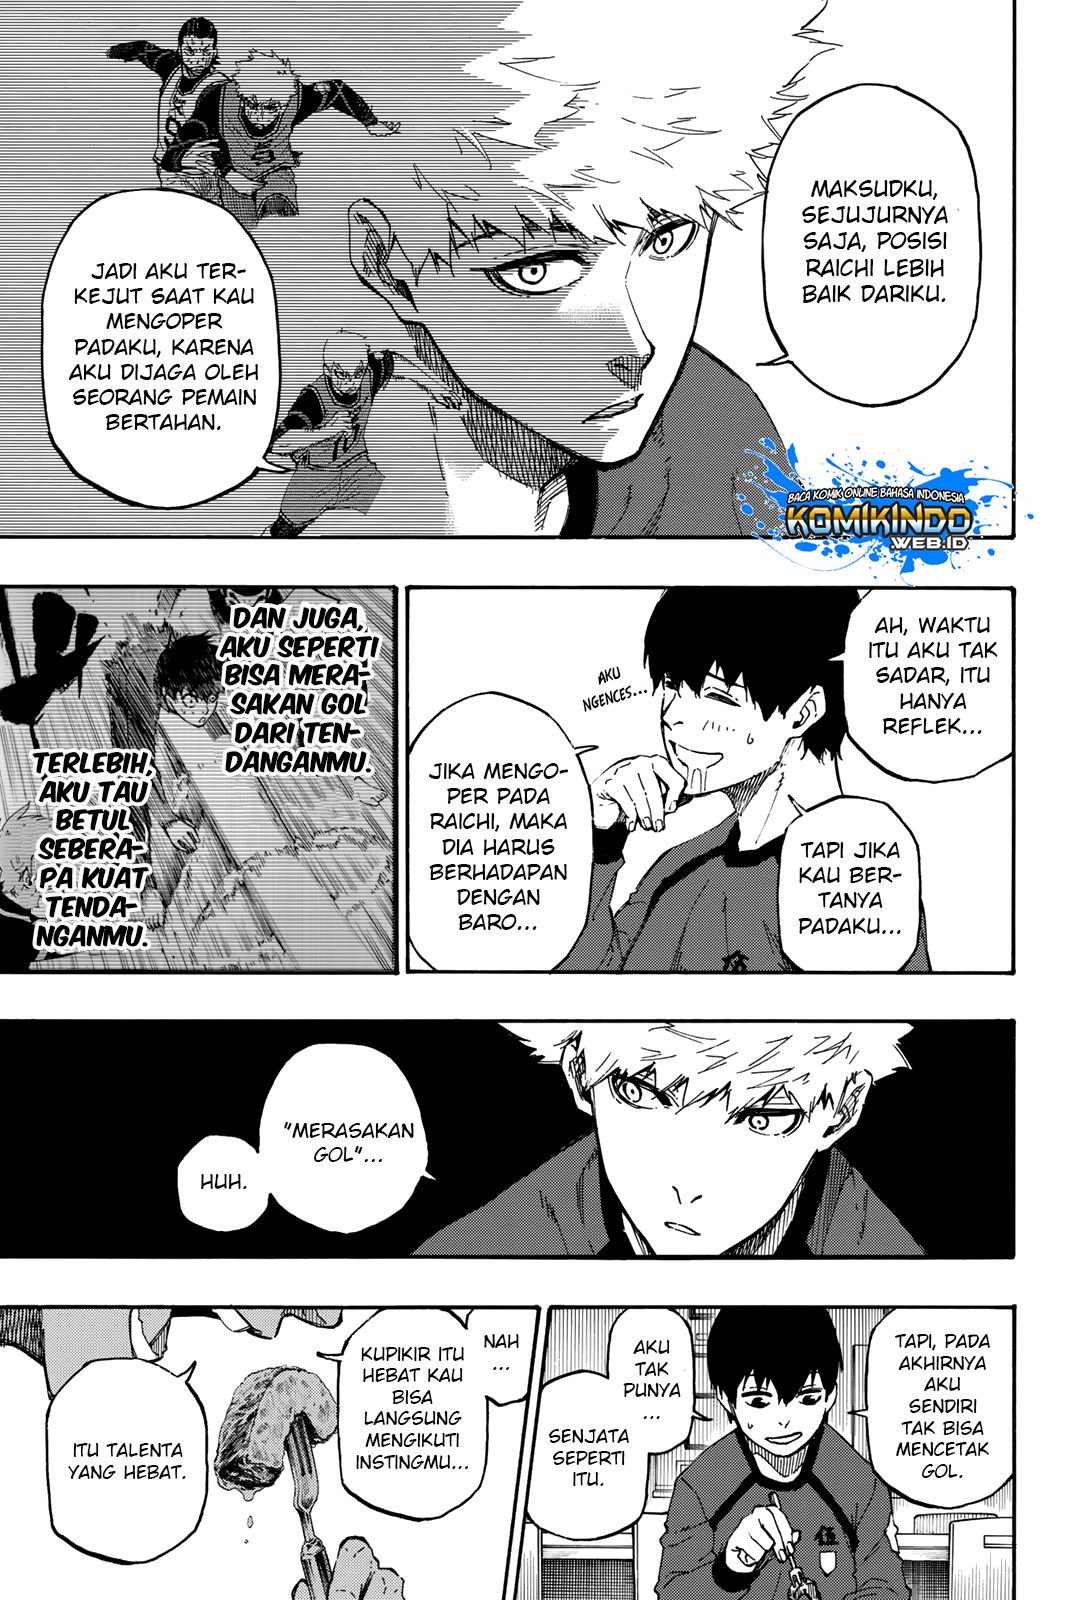 MAKSUDKU,
SEJUJURNYA
SAJA, POSISI
RAICHI LEBIH
BAIK DARIKU.
JADI AKU TER-
KEJUT SAAT KAU
MENGOPER
PADAKU, KARENA
AKU DIJAGA OLEH
SEORANG PEMAIN
BERTAHAN.
BACA KOMIK ONLINE BAHASA INDONESIA
KOMIKINDO
.WEB.ID
AH, WAKTU
ITU AKU TAK
SADAR, ITU
HANYA
REFLEK...
AKU
NGENCES...
TAPI JIKA
KAU BER-
TANYA
PADAKU...
JIKA MENGO-
PER PADA
RAICHI, MAKA
DIA HARUS
BERHADAPAN
DENGAN
BARO...
DAN JUGA,
AKU SEPERTI
BISA MERA-
SAKAN GOL
DARI TEN-
DANGANMU.
TERLEBIH,
AKU TAU
BETUL
SEBERA-
PA KUAT
TENDA-
NGANMU.
"MERASAKAN
GOL"...
HUH.
TAPI, PADA
AKHIRNYA
AKU
SENDIRI
TAK BISA
MENCETAK
GOL.
AKU
TAK
PUNYA
...
SENJATA
SEPERTI
ITU.
NAH
...
KUPIKIR ITU
HEBAT KAU
BISA
LANGSUNG
MENGIKUTI
INSTINGMU...
ITU TALENTA
YANG HEBAT.
伍
伍